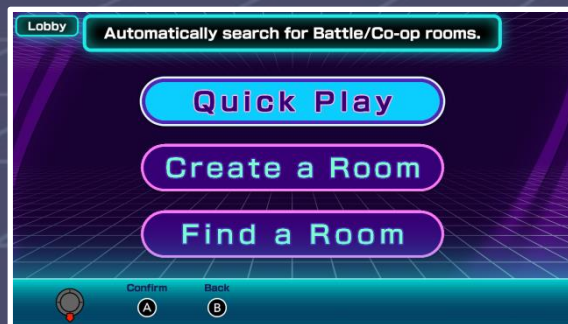 Lobby
Automatically search for Battle/Co-op rooms.
Quick Play
Create a Room
Find a Room
Confirm Back
A B